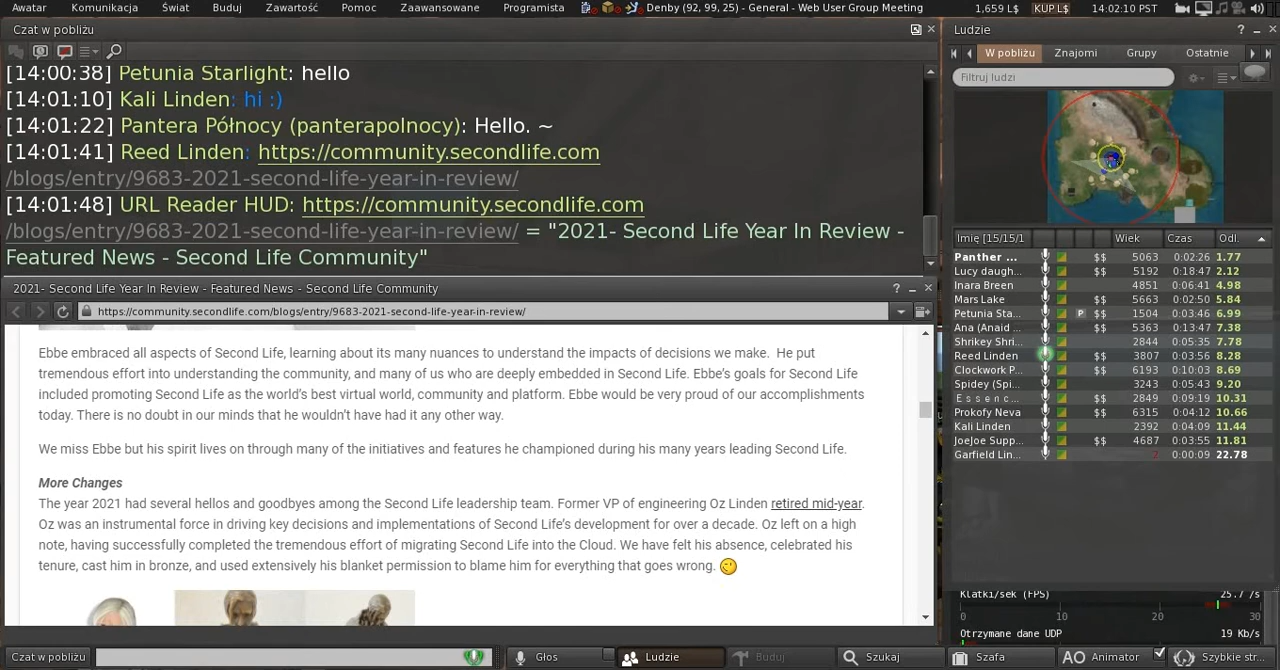 Awatar Komunikacja Świat Buduj Zawartość Pomoc Zaawansowane Programista Denby (92, 99, 25) - General - Web User Group Meeting 1,659 L$ KUP L$ 14:02:10 PST
Czat w pobliżu
[14:00:38] Petunia Starlight: hello
[14:01:10] Kali Linden: hi :)
[14:01:22] Pantera Północy (panterapolnocy): Hello. ~
[14:01:41] Reed Linden: https://community.secondlife.com
/blogs/entry/9683-2021-second-life-year-in-review/
[14:01:48] URL Reader HUD: https://community.secondlife.com
/blogs/entry/9683-2021-second-life-year-in-review/ = "2021- Second Life Year In Review -
Featured News - Second Life Community"
2021- Second Life Year In Review - Featured News - Second Life Community
https://community.secondlife.com/blogs/entry/9683-2021-second-life-year-in-review/
Ebbe embraced all aspects of Second Life, learning about its many nuances to understand the impacts of decisions we make. He put
tremendous effort into understanding the community, and many of us who are deeply embedded in Second Life. Ebbe's goals for Second Life
included promoting Second Life as the world's best virtual world, community and platform. Ebbe would be very proud of our accomplishments
today. There is no doubt in our minds that he wouldn't have had it any other way.
We miss Ebbe but his spirit lives on through many of the initiatives and features he championed during his many years leading Second Life.
More Changes
The year 2021 had several hellos and goodbyes among the Second Life leadership team. Former VP of engineering Oz Linden retired mid-year.
Oz was an instrumental force in driving key decisions and implementations of Second Life's development for over a decade. Oz left on a high
note, having successfully completed the tremendous effort of migrating Second Life into the Cloud. We have felt his absence, celebrated his
tenure, cast him in bronze, and used extensively his blanket permission to blame him for everything that goes wrong.
Ludzie
W pobliżu Znajomi Grupy Ostatnie
Filtruj ludzi
Imię [15/15/1 Wiek Czas Odl.
Panther ... $$ 5063 0:02:26 1.77
Lucy daugh... $$ 5192 0:18:47 2.12
Inara Breen 4851 0:06:41 4.98
Mars Lake $$ 5663 0:02:50 5.84
Petunia Sta... P $$ 1504 0:03:46 6.99
Ana (Anaid ... $$ 5363 0:13:47 7.38
Shrikey Shri... 2844 0:05:35 7.78
Reed Linden $$ 3807 0:03:56 8.28
Clockwork P... $$ 6193 0:10:03 8.69
Spidey (Spi... 3243 0:05:43 9.20
E s s e n c... $$ 2849 0:09:19 10.31
Prokofy Neva $$ 6315 0:04:12 10.66
Kali Linden 2392 0:04:09 11.44
JoeJoe Supp... $$ 4687 0:03:55 11.81
Garfield Lin... 2 0:00:09 22.78
Klatki/sek (FPS) 25.7 /s
0 10 20 30
Otrzymane dane UDP 19 Kb/s
Czat w pobliżu Głos Ludzie Buduj Szukaj Szafa AO Animator Szybkie str...